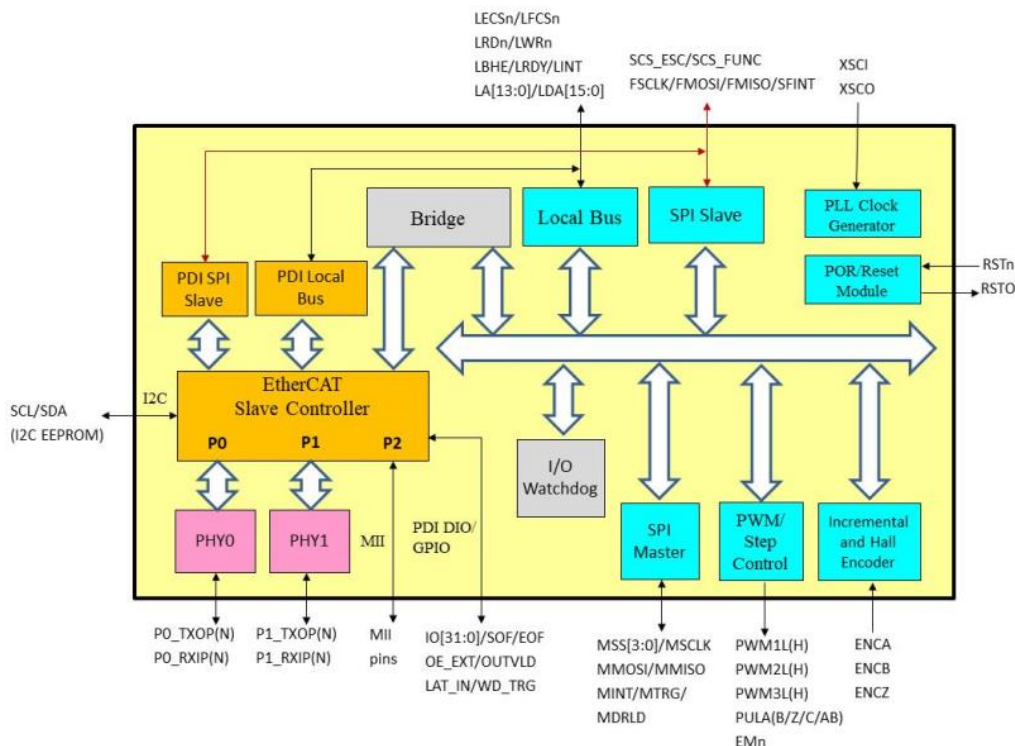 LECSn/LFCSn
LRDn/LWRn
LBHE/LRDY/LINT
LA[13:0]/LDA[15:0]
SCS_ESC/SCS_FUNC
FSCLK/FMOSI/FMISO/SFINT
XSCI
XSCO
Bridge
Local Bus
SPI Slave
PLL Clock
Generator
PDI SPI
Slave
PDI Local
Bus
POR/Reset
Module
RSTn
RSTO
EtherCAT
Slave Controller
P0 P1 P2
I2C
SCL/SDA
(I2C EEPROM)
I/O
Watchdog
PHY0
PHY1
MII
PDI DIO/
GPIO
SPI
Master
PWM/
Step
Control
Incremental
and Hall
Encoder
P0_TXOP(N)
P0_RXIP(N)
P1_TXOP(N)
P1_RXIP(N)
MII
pins
IO[31:0]/SOF/EOF
OE_EXT/OUTVLD
LAT_IN/WD_TRG
MSS[3:0]/MSCLK
MMOSI/MMISO
MINT/MTRG/
MDRLD
PWM1L(H)
PWM2L(H)
PWM3L(H)
PULA(B/Z/C/AB)
EMn
ENCA
ENCB
ENCZ